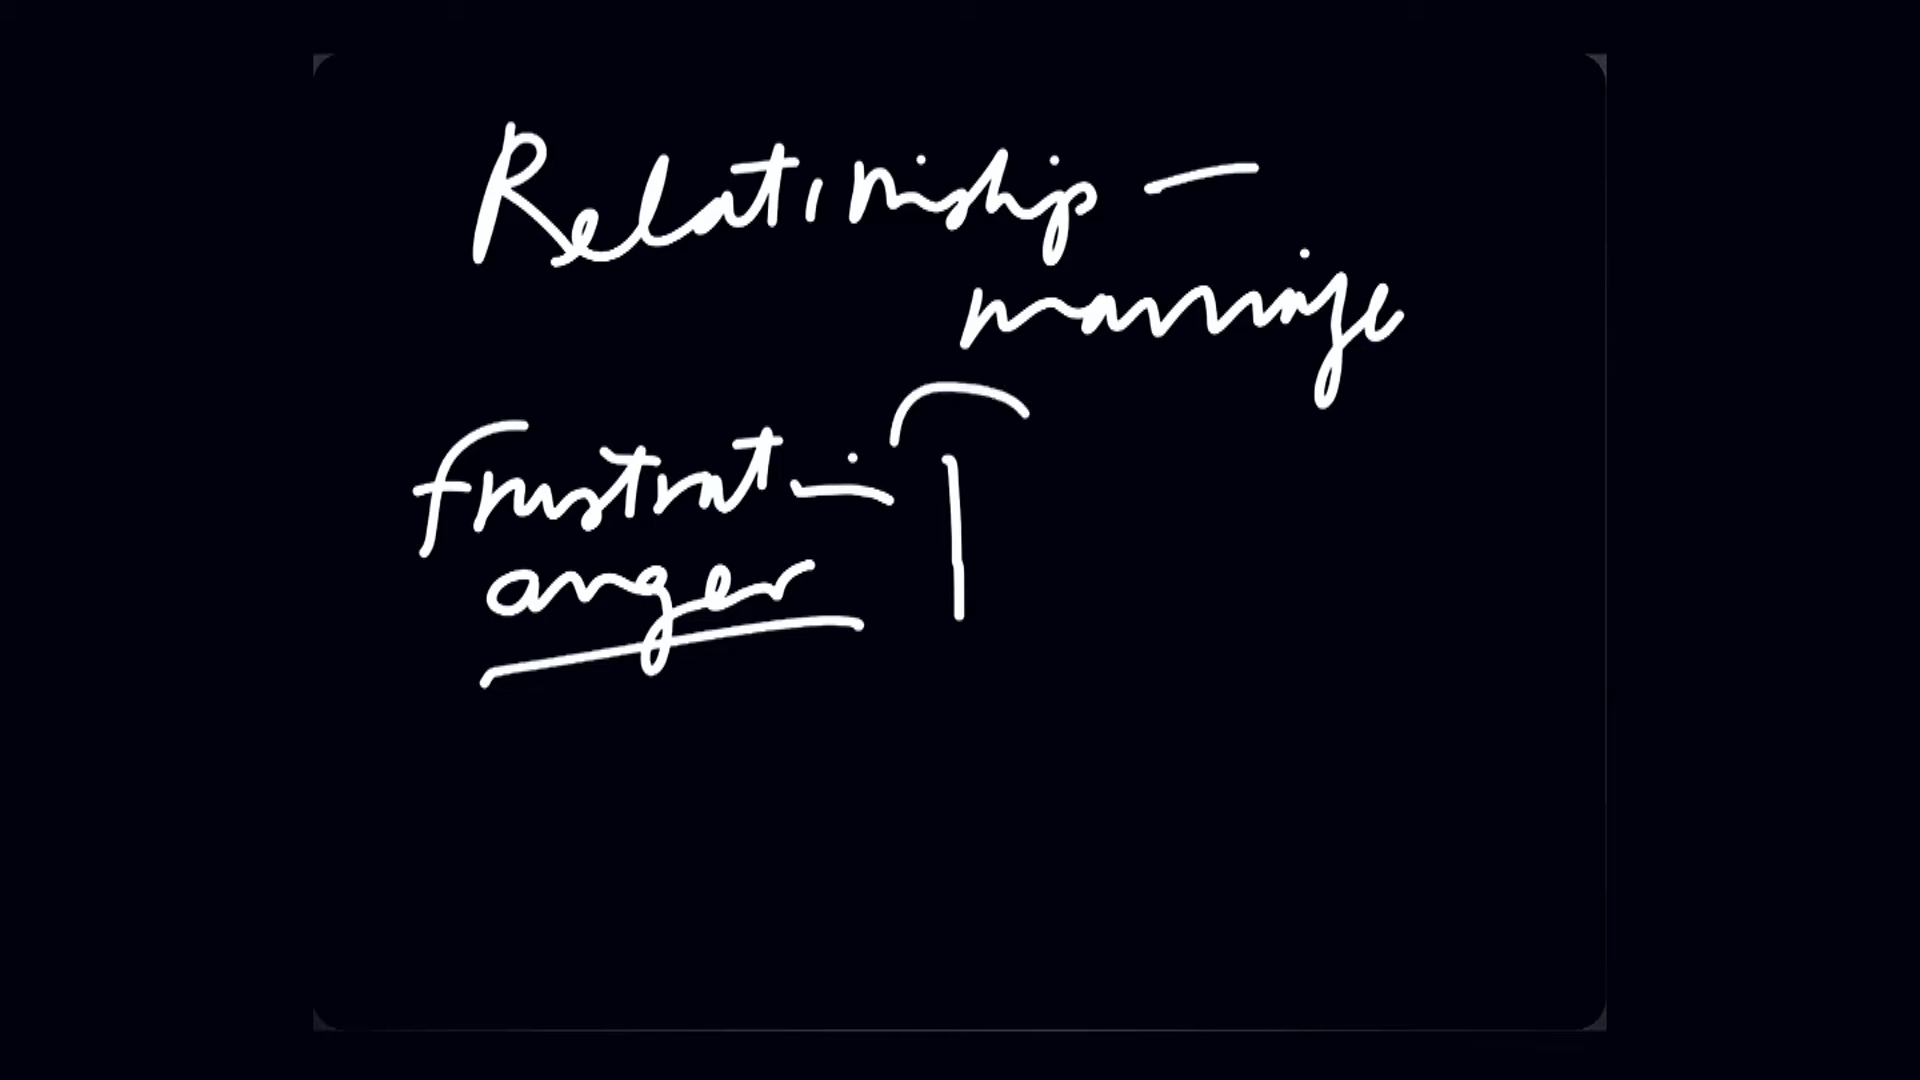 Relationship –
marriage
frustration ↑
anger